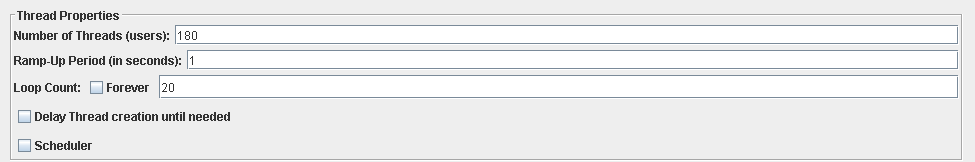 Thread Properties
Number of Threads (users): 180
Ramp-Up Period (in seconds): 1
Loop Count: Forever 20
Delay Thread creation until needed
Scheduler